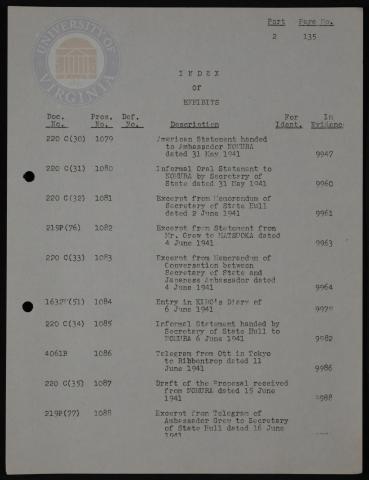 UNIVERSITY OF VIRGINIA
Part Page No.
2 135
I N D E X
OF
EXHIBITS
Doc. Pros. Def. For In
No. No. No. Description Ident. Evidence
220 C(30) 1079 American Statement handed
to Ambassador NOMURA
dated 31 May 1941 9947
220 C(31) 1080 Informal Oral Statement to
NOMURA by Secretary of
State dated 31 May 1941 9960
220 C(32) 1081 Excerpt from Memorandum of
Secretary of State Hull
dated 2 June 1941 9961
219P(76) 1082 Excerpt from Statement from
Mr. Grew to MATSUOKA dated
4 June 1941 9963
220 C(33) 1083 Excerpt from Memorandum of
Conversation between
Secretary of State and
Japanese Ambassador dated
4 June 1941 9964
1084 Entry in KIDO's Diary of
6 June 1941
220 C(34) 1085 Informal Statement handed by
Secretary of State Hull to
NOMURA 6 June 1941 9982
4061B 1086 Telegram from Ott in Tokyo
to Ribbentrop dated 11
June 1941 9986
220 C(35) 1087 Draft of the Proposal received
from NOMURA dated 15 June
1941 9988
219P(77) 1088 Excerpt from Telegram of
Ambassador Grew to Secretary
of State Hull dated 16 June
1941